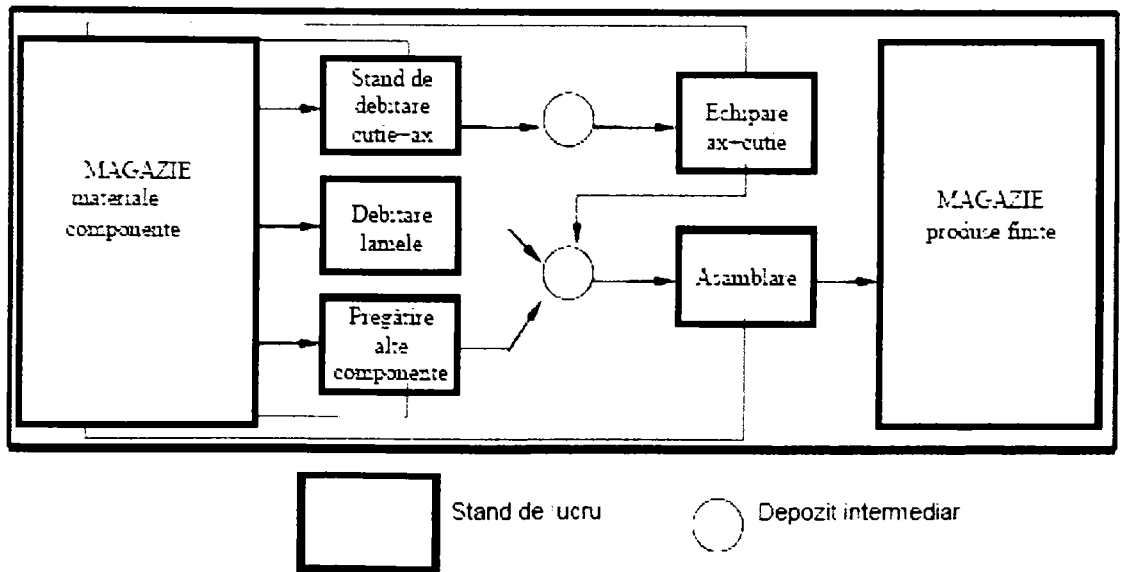 MAGAZIE
materiale
componente
Stand de
debitare
cutie-ax
Debitare
lamele
Pregătire
alte
componente
Echipare
ax-cutie
Asamblare
MAGAZIE
produse finite
Stand de lucru
Depozit intermediar